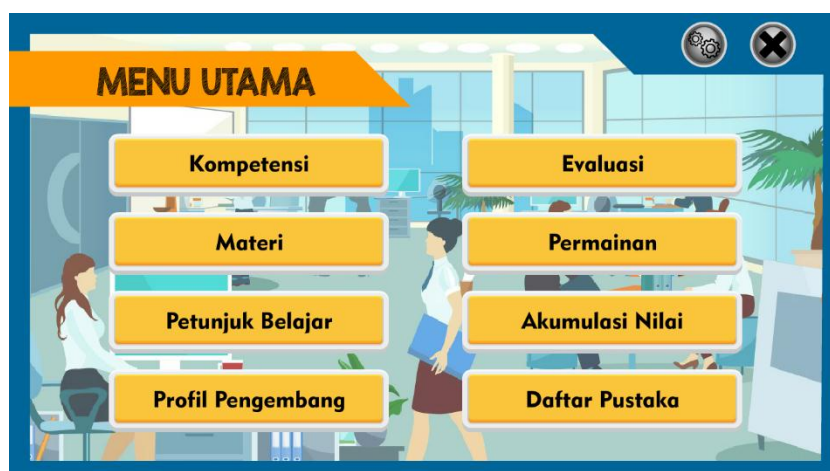 MENU UTAMA
Kompetensi
Evaluasi
Materi
Permainan
Petunjuk Belajar
Akumulasi Nilai
Profil Pengembang
Daftar Pustaka